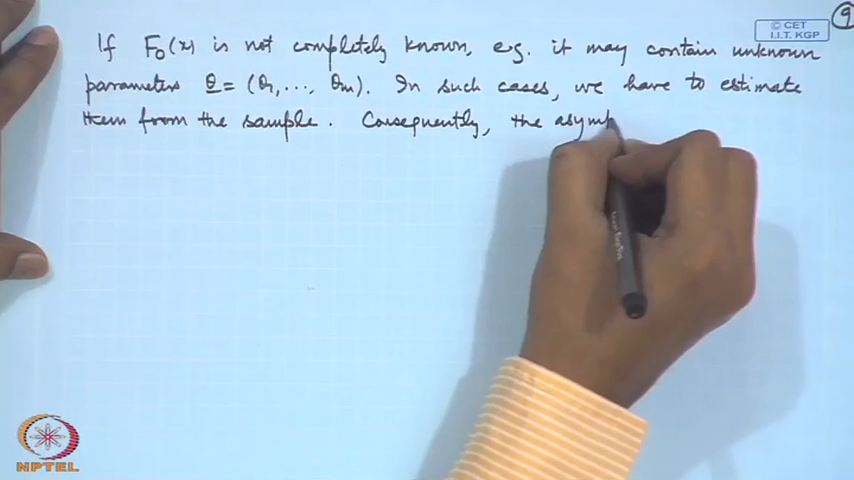 9
© CET
I.I.T. KGP
If F₀(x) is not completely known, e.g. it may contain unknown
parameters θ = (θ₁, ..., θₘ). In such cases, we have to estimate
them from the sample. Consequently, the asymp
NPTEL